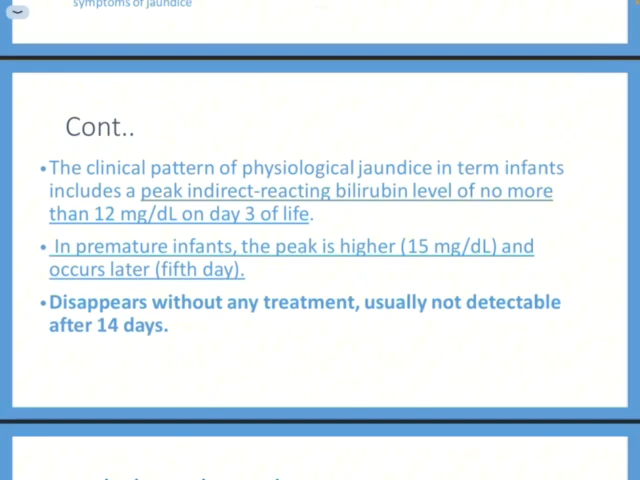 symptoms of jaundice
Cont..
•The clinical pattern of physiological jaundice in term infants
includes a peak indirect-reacting bilirubin level of no more
than 12 mg/dL on day 3 of life.
• In premature infants, the peak is higher (15 mg/dL) and
occurs later (fifth day).
•Disappears without any treatment, usually not detectable
after 14 days.